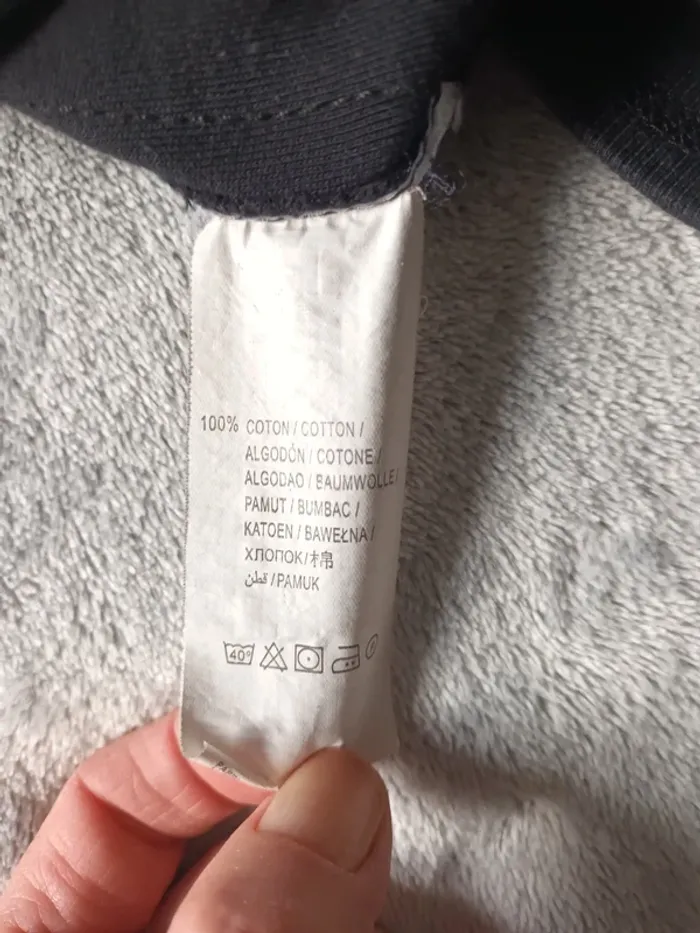 100% COTON / COTTON /
ALGODÓN / COTONE /
ALGODAO / BAUMWOLLE /
PAMUT / BUMBAC /
KATOEN / BAWEŁNA /
ХЛОПОК / 棉
قطن / PAMUK
40°